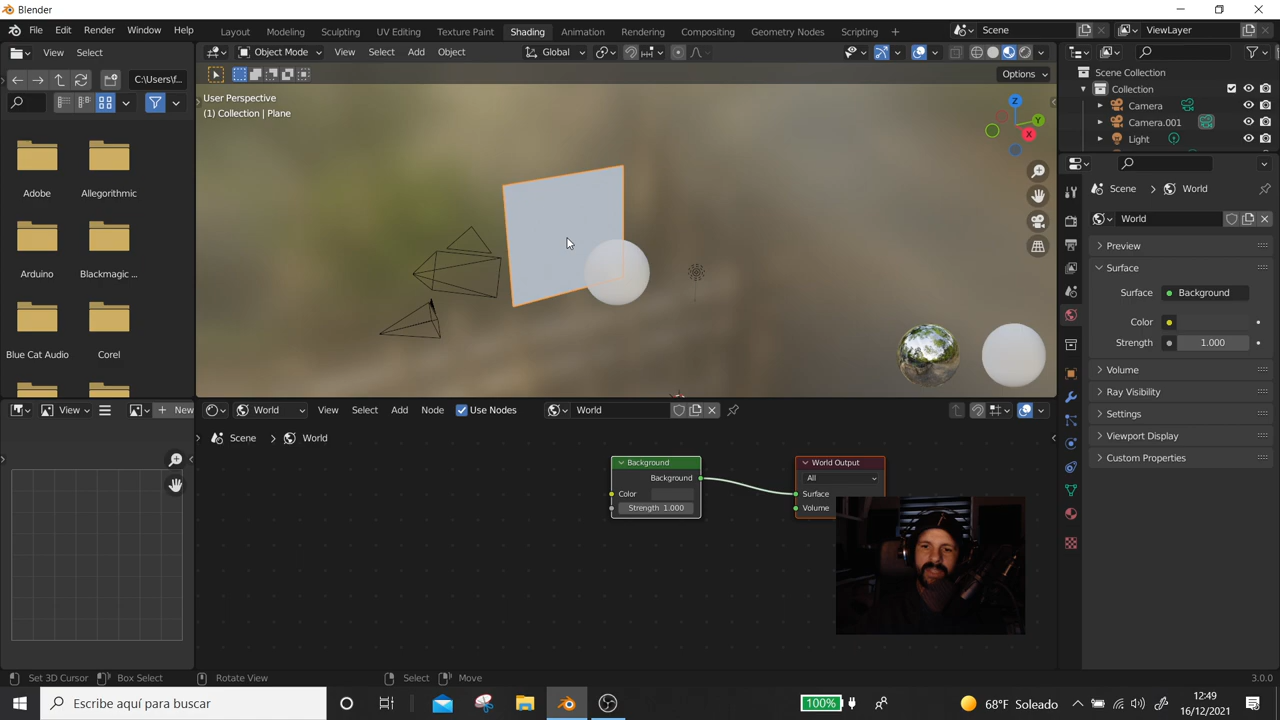 Blender
File Edit Render Window Help
Layout Modeling Sculpting UV Editing Texture Paint Shading Animation Rendering Compositing Geometry Nodes Scripting
Scene
ViewLayer
View Select
Object Mode
View Select Add Object
Global
C:\Users\f...
Options
User Perspective
(1) Collection | Plane
Z
Y
X
Scene Collection
Collection
Camera
Camera.001
Light
Scene > World
World
Preview
Surface
Surface Background
Color
Strength 1.000
Volume
Ray Visibility
Settings
Viewport Display
Custom Properties
Adobe Allegorithmic
Arduino Blackmagic ...
Blue Cat Audio Corel
View
New
World
View Select Add Node
Use Nodes
World
Scene > World
Background
Background
Color
Strength 1.000
World Output
All
Surface
Volume
Set 3D Cursor
Box Select
Rotate View
Select
Move
3.0.0
Escribe aquí para buscar
100%
68°F Soleado
12:49
16/12/2021